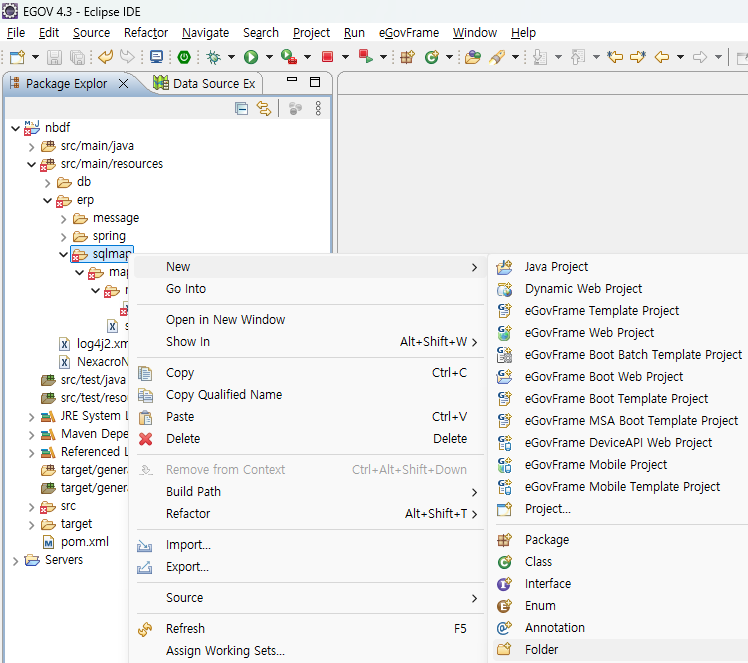 EGOV 4.3 - Eclipse IDE
File Edit Source Refactor Navigate Search Project Run eGovFrame Window Help
Package Explor Data Source Ex
nbdf
src/main/java
src/main/resources
db
erp
message
spring
sqlmap
map
log4j2.xm
NexacroN
src/test/java
src/test/resou
JRE System L
Maven Depe
Referenced L
target/genera
target/genera
src
target
pom.xml
Servers
New
Go Into
Open in New Window
Show In Alt+Shift+W
Copy Ctrl+C
Copy Qualified Name
Paste Ctrl+V
Delete Delete
Remove from Context Ctrl+Alt+Shift+Down
Build Path
Refactor Alt+Shift+T
Import...
Export...
Source
Refresh F5
Assign Working Sets...
Java Project
Dynamic Web Project
eGovFrame Template Project
eGovFrame Web Project
eGovFrame Boot Batch Template Project
eGovFrame Boot Web Project
eGovFrame Boot Template Project
eGovFrame MSA Boot Template Project
eGovFrame DeviceAPI Web Project
eGovFrame Mobile Project
eGovFrame Mobile Template Project
Project...
Package
Class
Interface
Enum
Annotation
Folder